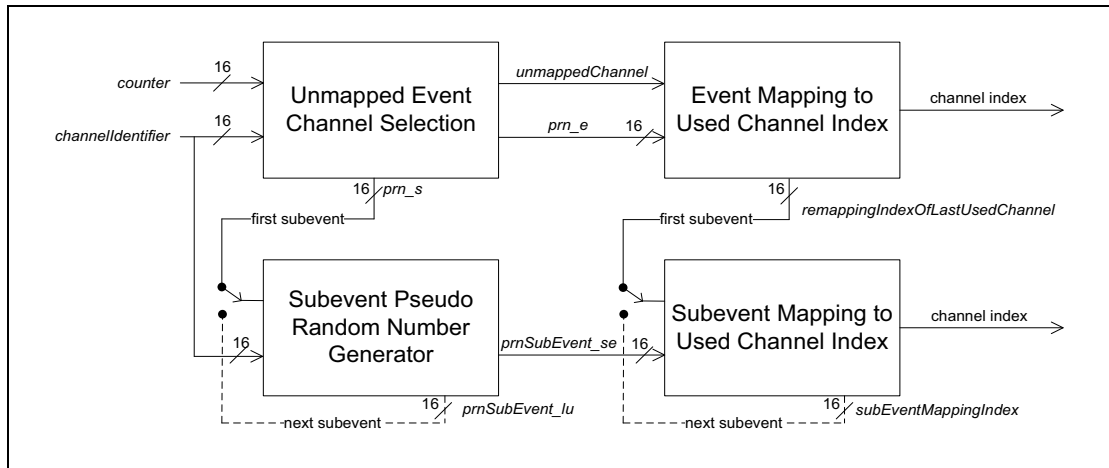 counter
16
channelIdentifier
16
Unmapped Event
Channel Selection
unmappedChannel
prn_e
16
Event Mapping to
Used Channel Index
channel index
16
prn_s
first subevent
16
remappingIndexOfLastUsedChannel
first subevent
16
Subevent Pseudo
Random Number
Generator
prnSubEvent_se
16
Subevent Mapping to
Used Channel Index
channel index
16
prnSubEvent_lu
next subevent
16
subEventMappingIndex
next subevent